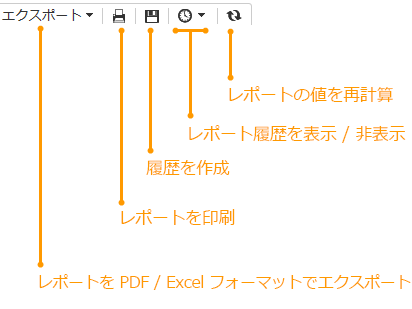 エクスポート
レポートの値を再計算
レポート履歴を表示 / 非表示
履歴を作成
レポートを印刷
レポートを PDF / Excel フォーマットでエクスポート